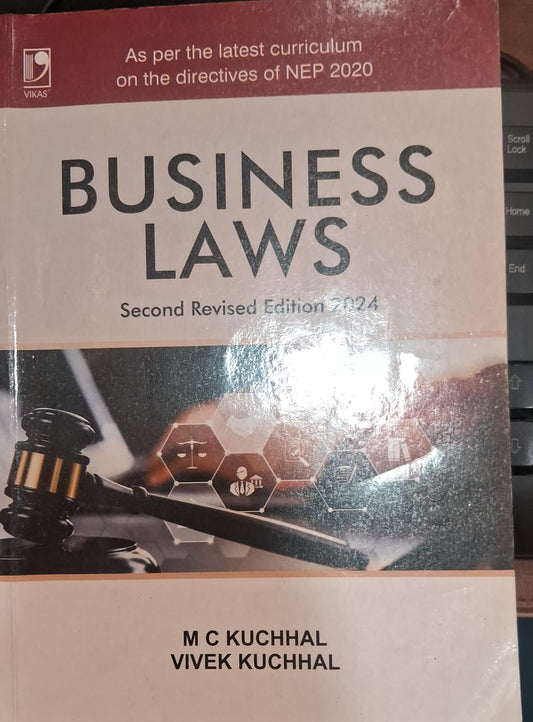 As per the latest curriculum
on the directives of NEP 2020
VIKAS
BUSINESS
LAWS
Second Revised Edition 2024
M C KUCHHAL
VIVEK KUCHHAL
Scroll
Lock
Home
End